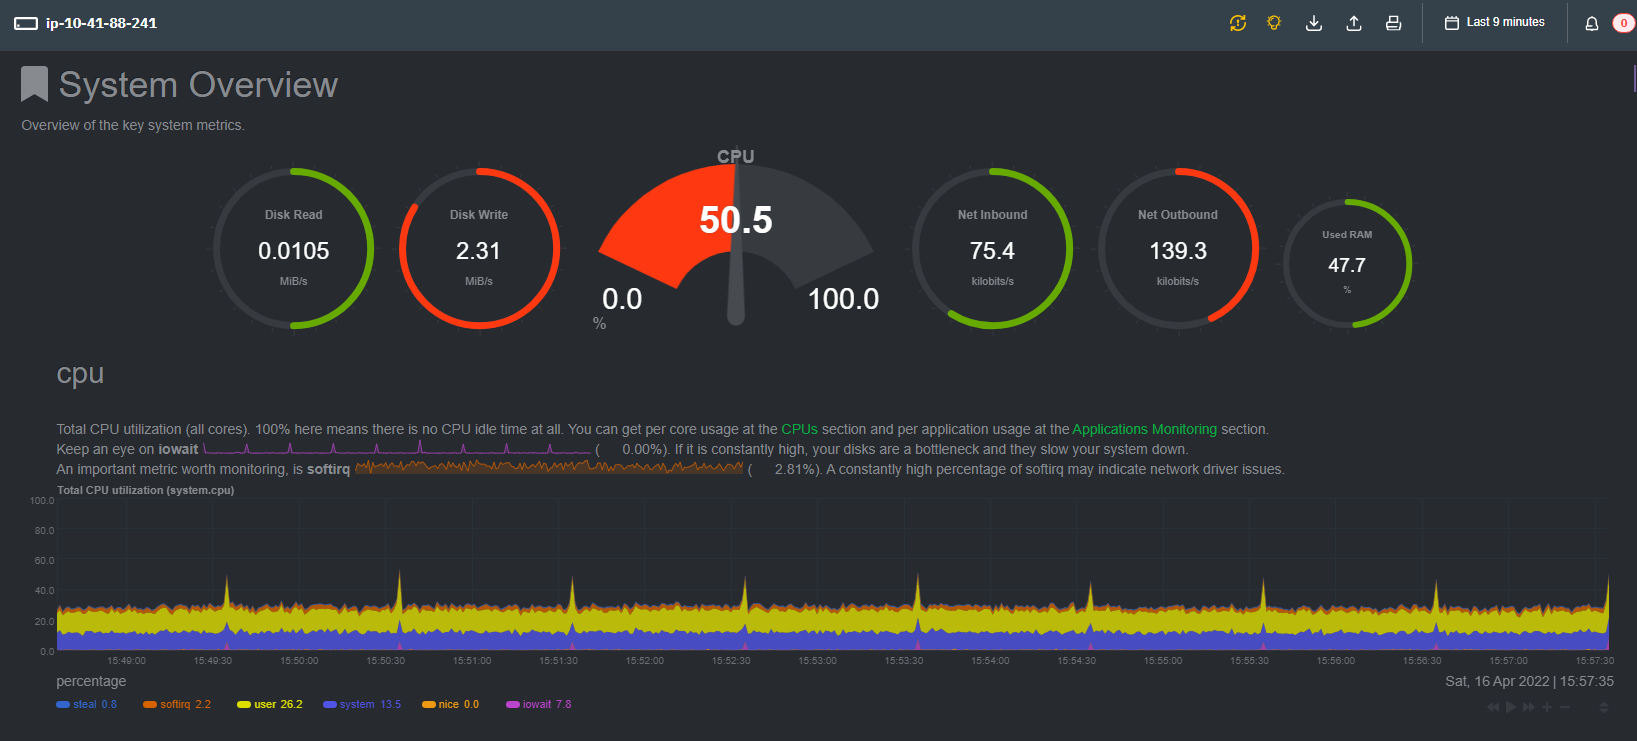 ip-10-41-88-241
Last 9 minutes
0
System Overview
Overview of the key system metrics.
Disk Read
0.0105
MiB/s
Disk Write
2.31
MiB/s
CPU
50.5
0.0
100.0
%
Net Inbound
75.4
kilobits/s
Net Outbound
139.3
kilobits/s
Used RAM
47.7
%
cpu
Total CPU utilization (all cores). 100% here means there is no CPU idle time at all. You can get per core usage at the CPUs section and per application usage at the Applications Monitoring section.
Keep an eye on iowait ( 0.00%). If it is constantly high, your disks are a bottleneck and they slow your system down.
An important metric worth monitoring, is softirq ( 2.81%). A constantly high percentage of softirq may indicate network driver issues.
Total CPU utilization (system.cpu)
100.0
80.0
60.0
40.0
20.0
0.0
15:49:00 15:49:30 15:50:00 15:50:30 15:51:00 15:51:30 15:52:00 15:52:30 15:53:00 15:53:30 15:54:00 15:54:30 15:55:00 15:55:30 15:56:00 15:56:30 15:57:00 15:57:30
percentage
Sat, 16 Apr 2022 | 15:57:35
steal 0.8 softirq 2.2 user 26.2 system 13.5 nice 0.0 iowait 7.8